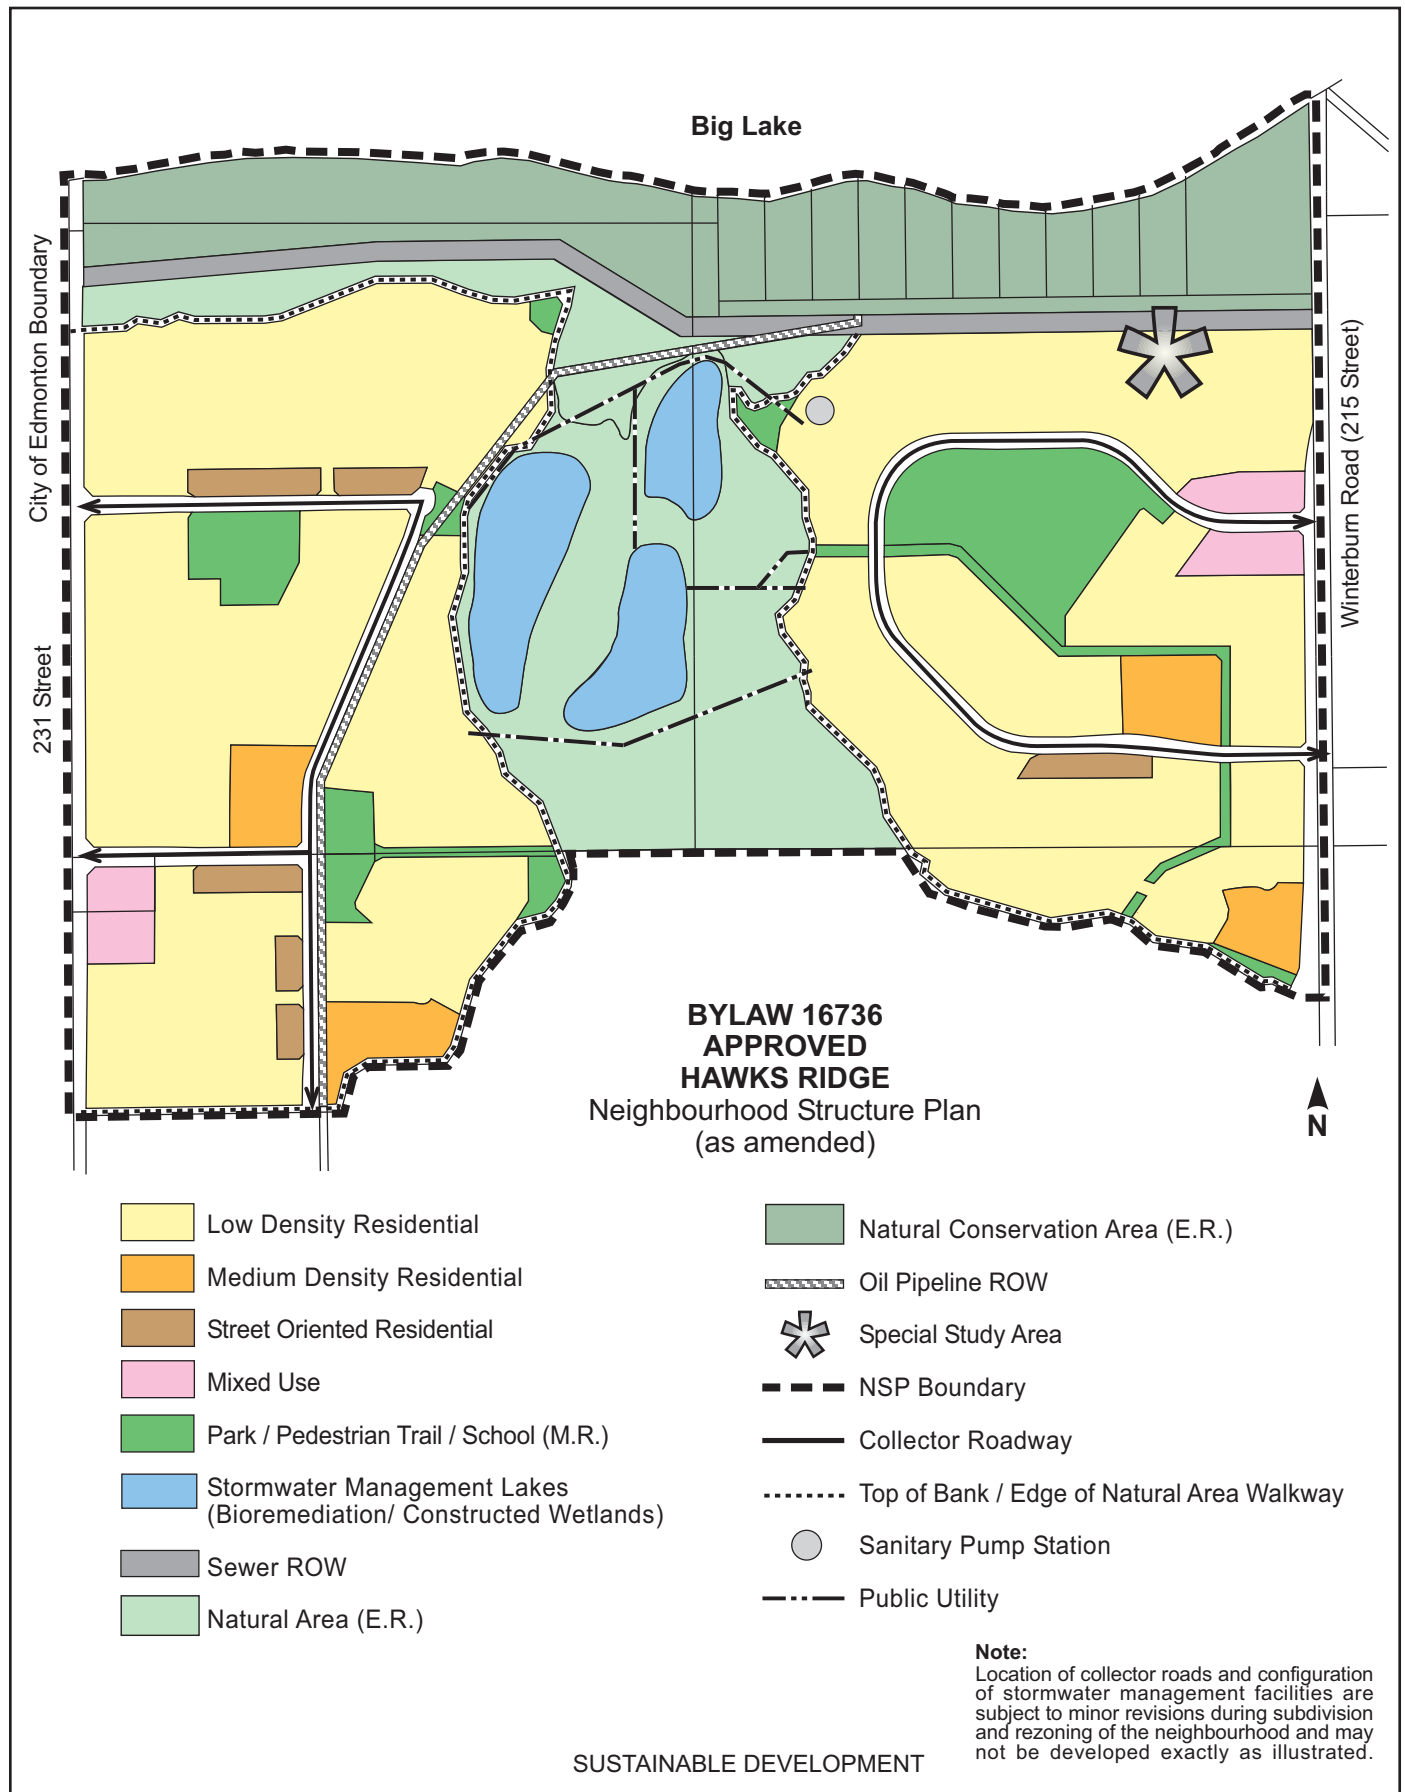 Big Lake
City of Edmonton Boundary
231 Street
Winterburn Road (215 Street)
BYLAW 16736
APPROVED
HAWKS RIDGE
Neighbourhood Structure Plan
(as amended)
N
Low Density Residential
Medium Density Residential
Street Oriented Residential
Mixed Use
Park / Pedestrian Trail / School (M.R.)
Stormwater Management Lakes
(Bioremediation/ Constructed Wetlands)
Sewer ROW
Natural Area (E.R.)
Natural Conservation Area (E.R.)
Oil Pipeline ROW
Special Study Area
NSP Boundary
Collector Roadway
Top of Bank / Edge of Natural Area Walkway
Sanitary Pump Station
Public Utility
Note:
Location of collector roads and configuration
of stormwater management facilities are
subject to minor revisions during subdivision
and rezoning of the neighbourhood and may
not be developed exactly as illustrated.
SUSTAINABLE DEVELOPMENT